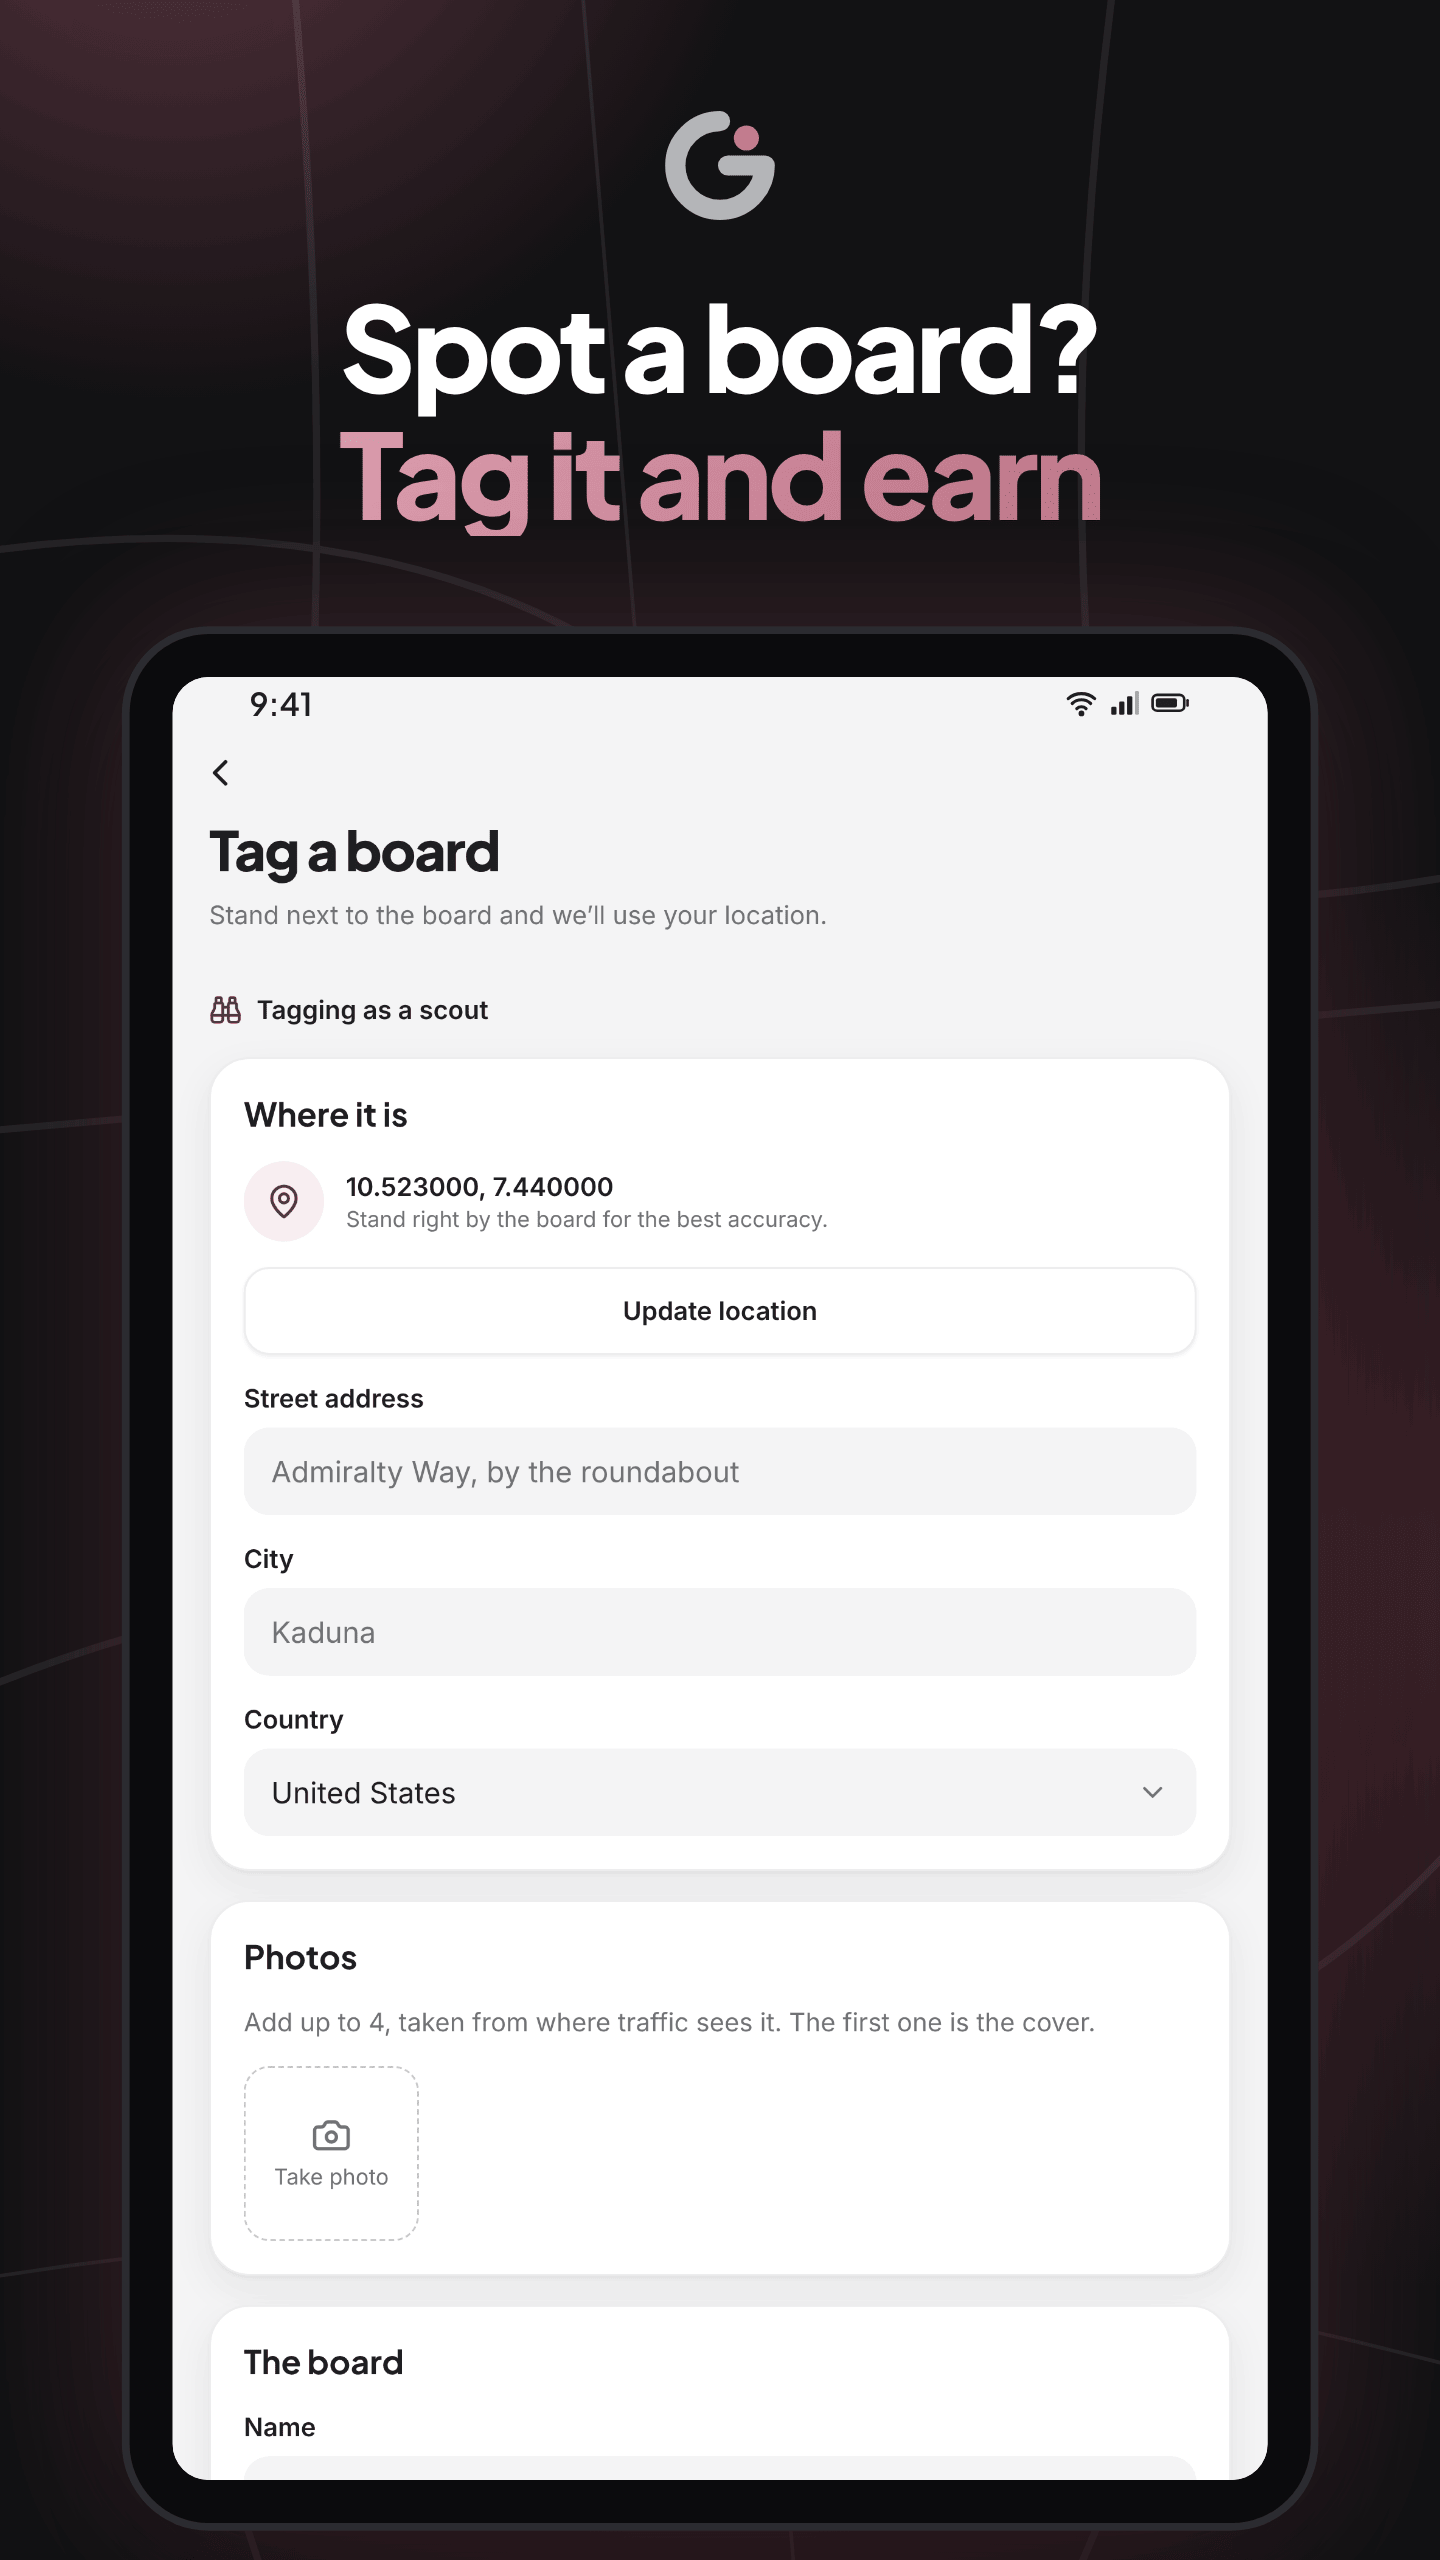 Spot a board?
Tag it and earn
9:41
Tag a board
Stand next to the board and we’ll use your location.
Tagging as a scout
Where it is
10.523000, 7.440000
Stand right by the board for the best accuracy.
Update location
Street address
Admiralty Way, by the roundabout
City
Kaduna
Country
United States
Photos
Add up to 4, taken from where traffic sees it. The first one is the cover.
Take photo
The board
Name